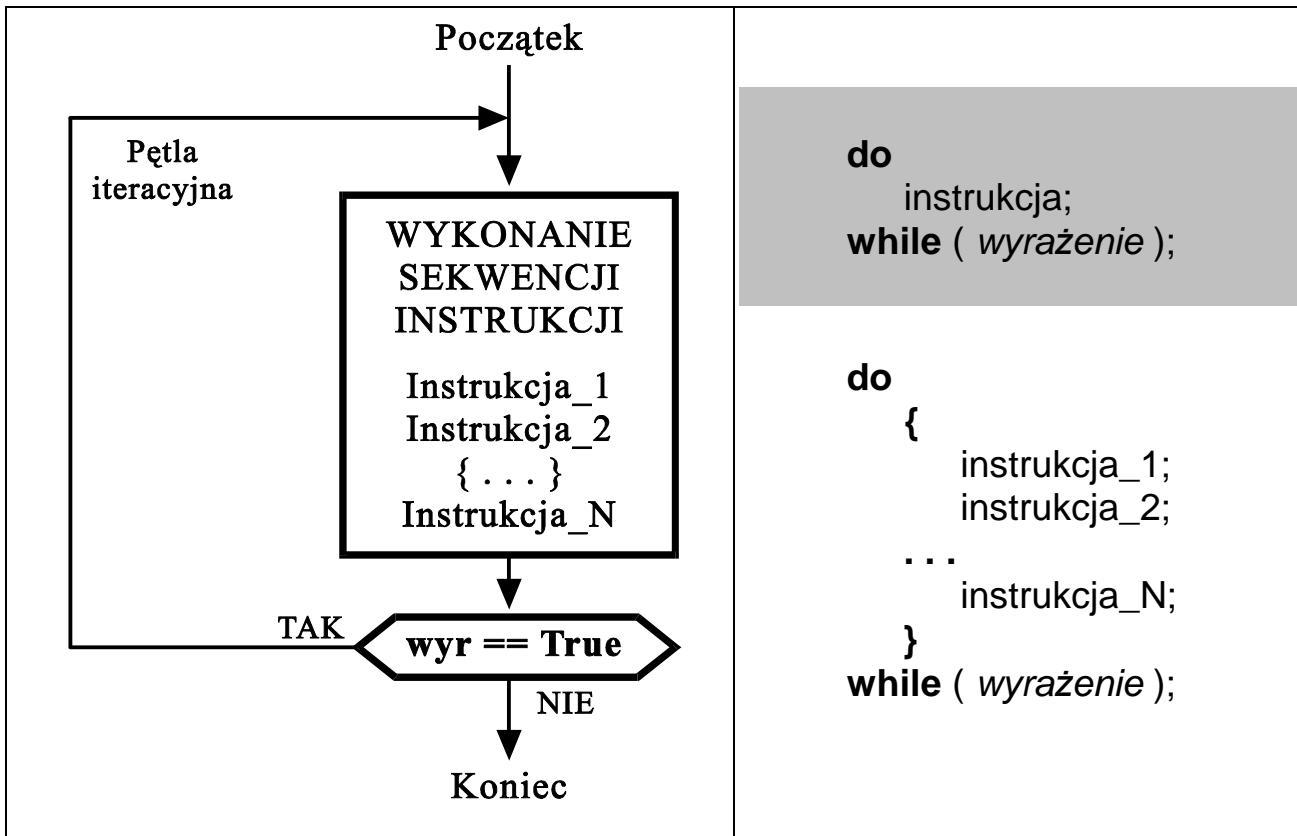 Początek
Pętla
iteracyjna
WYKONANIE
SEKWENCJI
INSTRUKCJI
Instrukcja_1
Instrukcja_2
{ . . . }
Instrukcja_N
TAK
wyr == True
NIE
Koniec
do
instrukcja;
while ( wyrażenie );
do
{
instrukcja_1;
instrukcja_2;
. . .
instrukcja_N;
}
while ( wyrażenie );